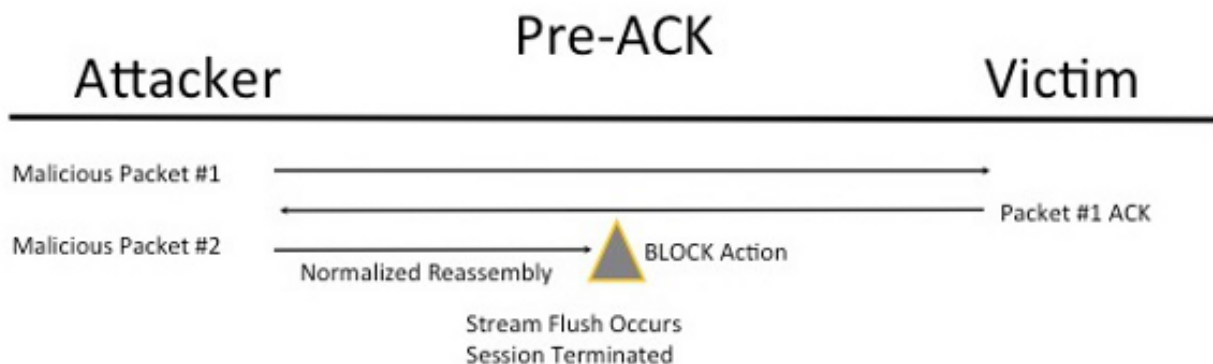 Pre-ACK
Attacker
Victim
Malicious Packet #1
Packet #1 ACK
Malicious Packet #2
BLOCK Action
Normalized Reassembly
Stream Flush Occurs
Session Terminated